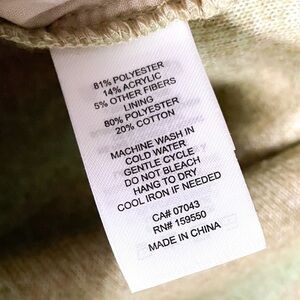 81% POLYESTER
14% ACRYLIC
5% OTHER FIBERS
LINING
80% POLYESTER
20% COTTON
MACHINE WASH IN
COLD WATER
GENTLE CYCLE
DO NOT BLEACH
HANG TO DRY
COOL IRON IF NEEDED
CA# 07043
RN# 159550
MADE IN CHINA